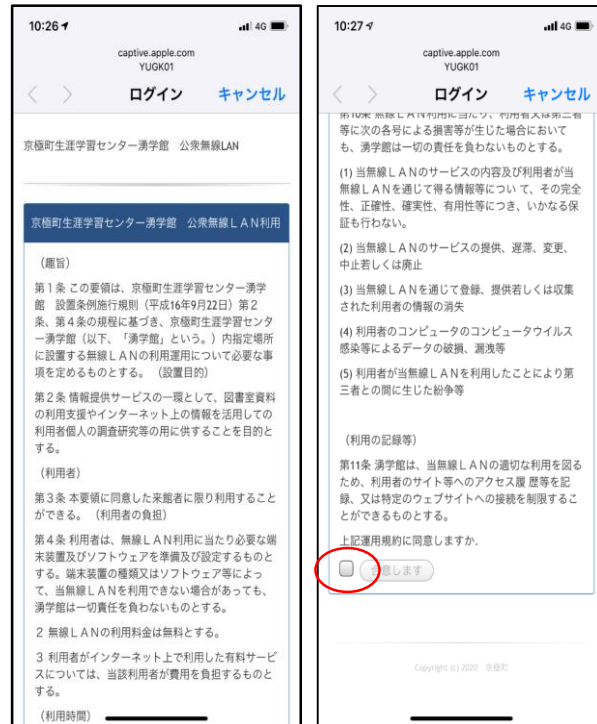 10:26
4G
captive.apple.com
YUGK01
ログイン
キャンセル
京極町生涯学習センター湧学館 公衆無線LAN
京極町生涯学習センター湧学館 公衆無線ＬＡＮ利用
（趣旨）
第１条 この要領は、京極町生涯学習センター湧学
館 設置条例施行規則（平成16年9月22日）第２
条、第４条の規程に基づき、京極町生涯学習センタ
ー湧学館（以下、「湧学館」という。）内指定場所
に設置する無線ＬＡＮの利用運用について必要な事
項を定めるものとする。（設置目的）
第２条 情報提供サービスの一環として、図書室資料
の利用支援やインターネット上の情報を活用しての
利用者個人の調査研究等の用に供することを目的と
する。
（利用者）
第３条 本要領に同意した来館者に限り利用すること
ができる。（利用者の負担）
第４条 利用者は、無線ＬＡＮ利用に当たり必要な端
末装置及びソフトウェアを準備及び設定するものと
する。端末装置の種類又はソフトウェア等によっ
て、当無線ＬＡＮを利用できない場合があっても、
湧学館は一切責任を負わないものとする。
２ 無線ＬＡＮの利用料金は無料とする。
３ 利用者がインターネット上で利用した有料サービ
スについては、当該利用者が費用を負担するものと
する。
（利用時間）
10:27
4G
captive.apple.com
YUGK01
ログイン
キャンセル
第10条 無線ＬＡＮ利用に当たり、利用者又は第三者
等に次の各号による損害等が生じた場合において
も、湧学館は一切の責任を負わないものとする。
(1) 当無線ＬＡＮのサービスの内容及び利用者が当
無線ＬＡＮを通じて得る情報等につい て、その完全
性、正確性、確実性、有用性等につき、いかなる保
証も行わない。
(2) 当無線ＬＡＮのサービスの提供、遅滞、変更、
中止若しくは廃止
(3) 当無線ＬＡＮを通じて登録、提供若しくは収集
された利用者の情報の消失
(4) 利用者のコンピュータのコンピュータウイルス
感染等によるデータの破損、漏洩等
(5) 利用者が当無線ＬＡＮを利用したことにより第
三者との間に生じた紛争等
（利用の記録等）
第11条 湧学館は、当無線ＬＡＮの適切な利用を図る
ため、利用者のサイト等へのアクセス履 歴等を記
録、又は特定のウェブサイトへの接続を制限するこ
とができるものとする。
上記運用規約に同意しますか.
合意します
Copyright (c) 2020 京極町